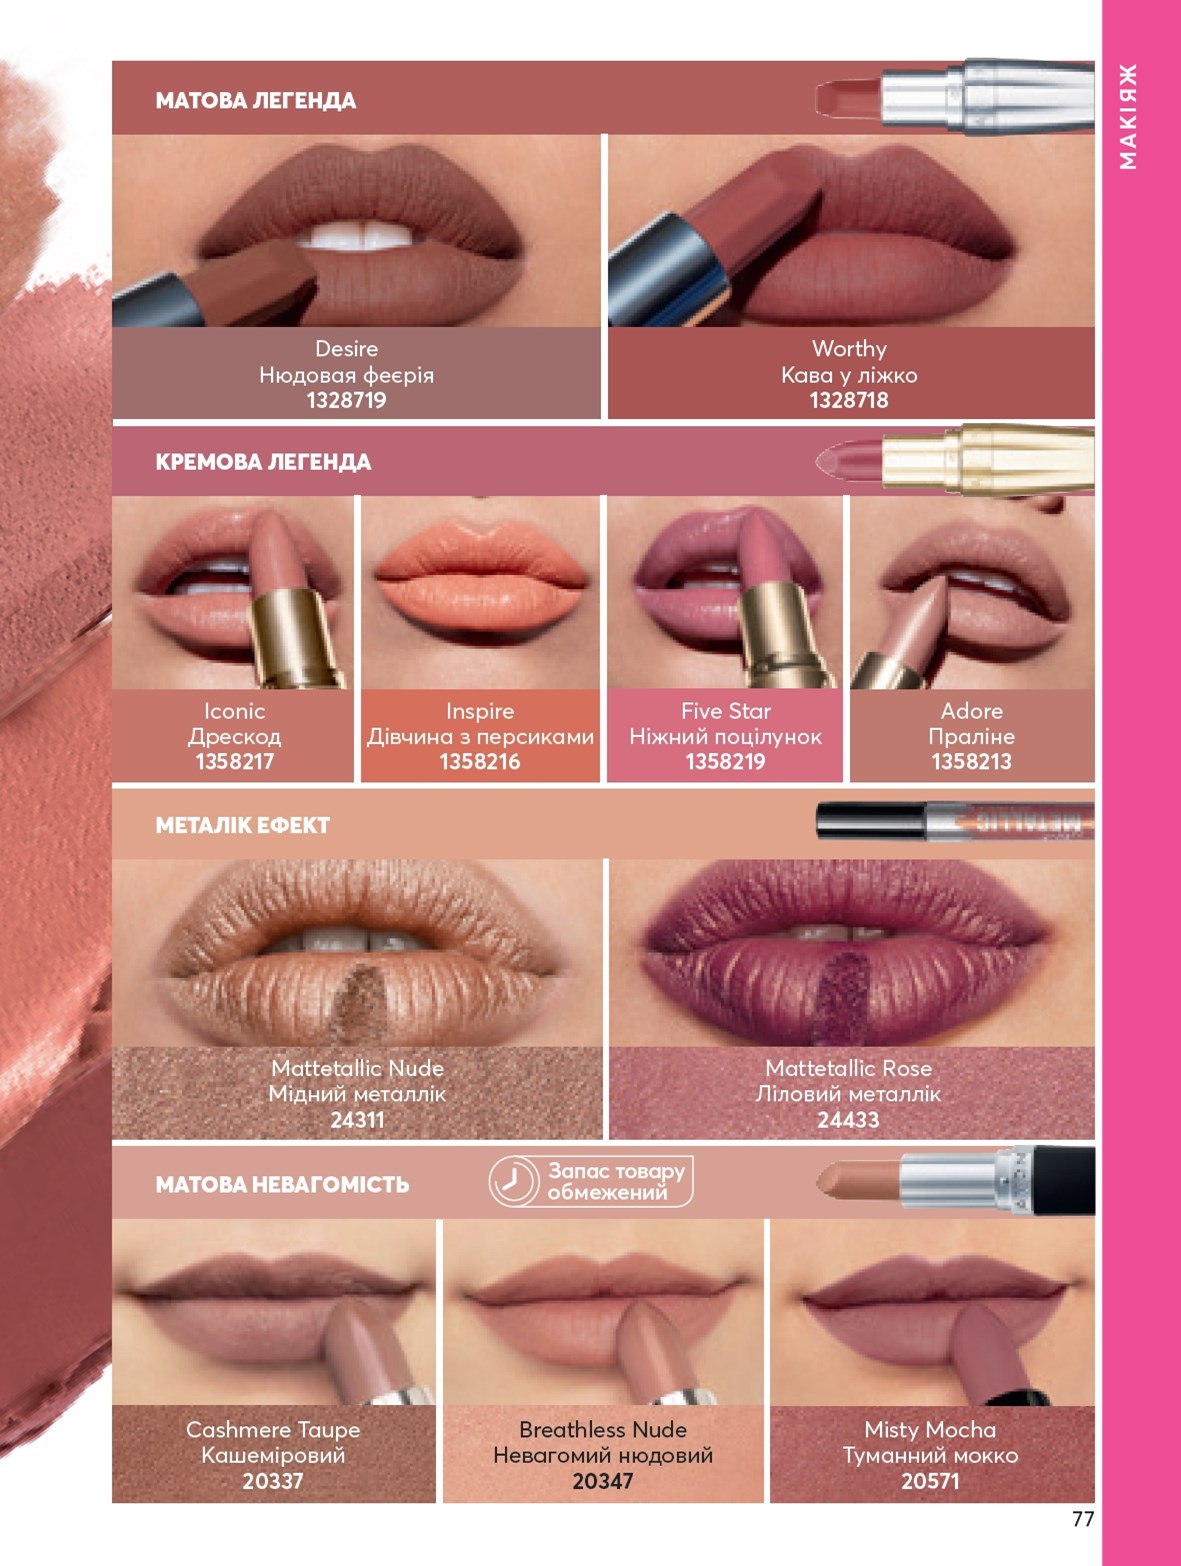 МАКІЯЖ
МАТОВА ЛЕГЕНДА
Desire
Нюдовая феєрія
1328719
Worthy
Кава у ліжко
1328718
КРЕМОВА ЛЕГЕНДА
Iconic
Дрескод
1358217
Inspire
Дівчина з персиками
1358216
Five Star
Ніжний поцілунок
1358219
Adore
Праліне
1358213
МЕТАЛІК ЕФЕКТ
METALLIC
Mattetallic Nude
Мідний металлік
24311
Mattetallic Rose
Ліловий металлік
24433
МАТОВА НЕВАГОМІСТЬ
Запас товару
обмежений
Cashmere Taupe
Кашеміровий
20337
Breathless Nude
Невагомий нюдовий
20347
Misty Mocha
Туманний мокко
20571
77